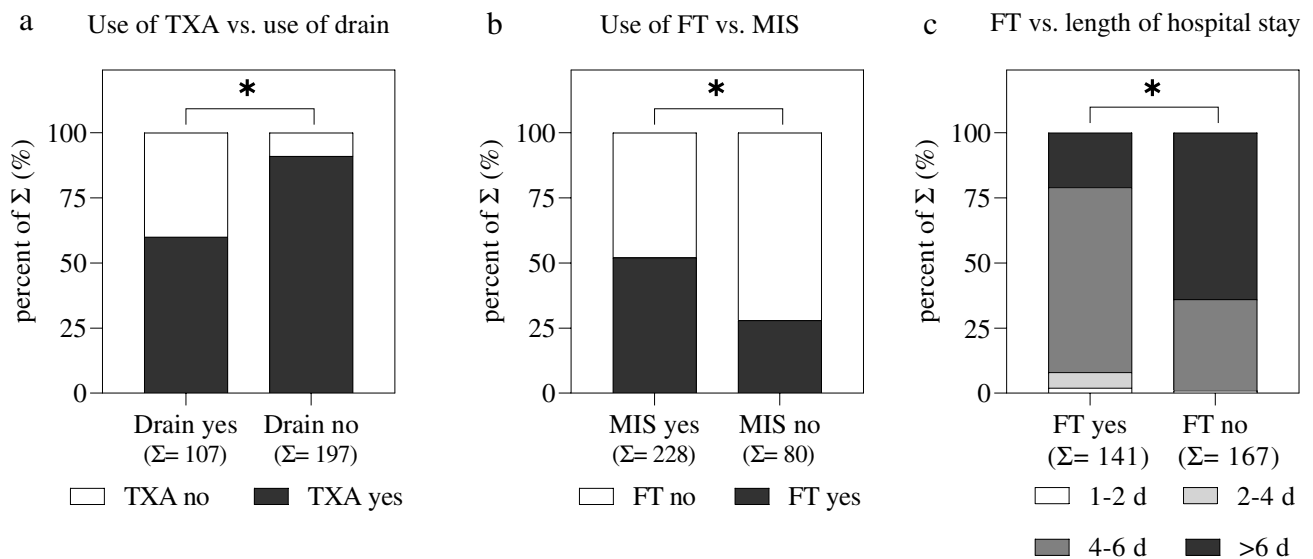 a Use of TXA vs. use of drain
*
percent of Σ (%)
100
75
50
25
0
Drain yes Drain no
(Σ= 107) (Σ= 197)
TXA no TXA yes
b Use of FT vs. MIS
*
percent of Σ (%)
100
75
50
25
0
MIS yes MIS no
(Σ= 228) (Σ= 80)
FT no FT yes
c FT vs. length of hospital stay
*
percent of Σ (%)
100
75
50
25
0
FT yes FT no
(Σ= 141) (Σ= 167)
1-2 d 2-4 d
4-6 d >6 d